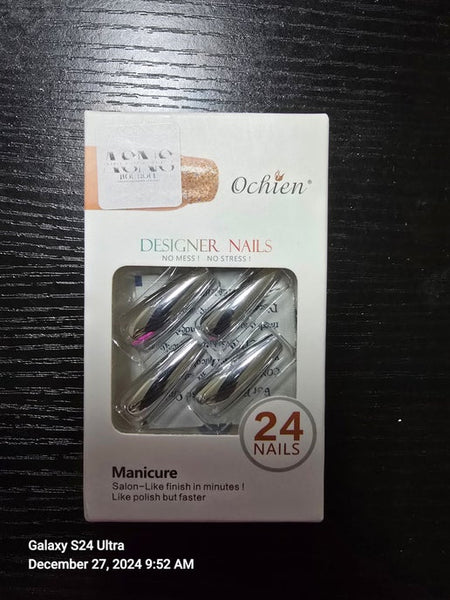 BOUTIQUE
Ochien®
DESIGNER NAILS
NO MESS! NO STRESS!
24
NAILS
Manicure
Salon-Like finish in minutes!
Like polish but faster
Galaxy S24 Ultra
December 27, 2024 9:52 AM